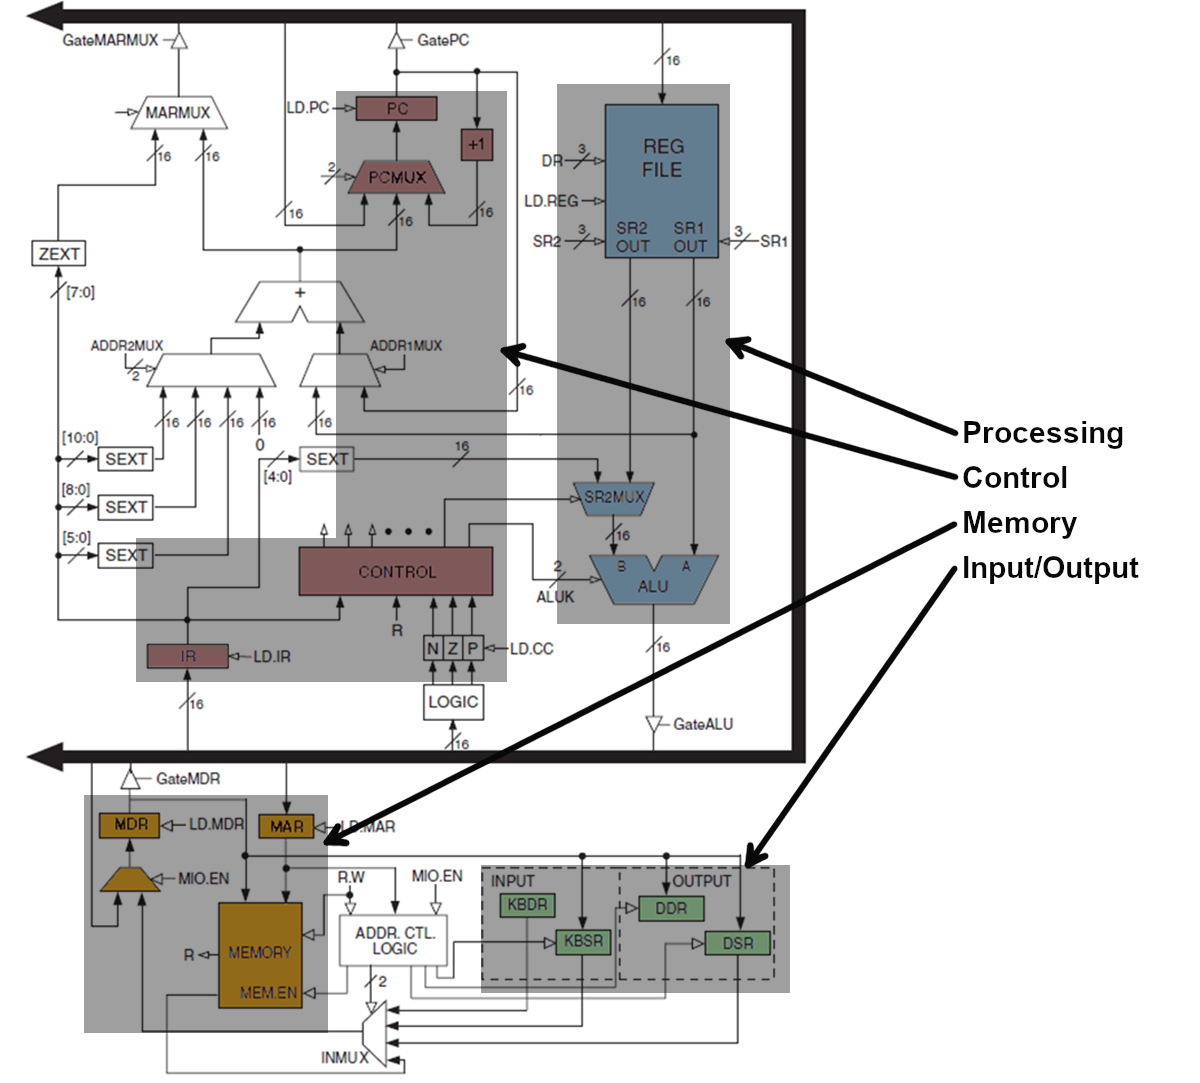 GateMARMUX
GatePC
16
MARMUX
LD.PC
PC
+1
REG
FILE
DR
3
16
16
2
PCMUX
LD.REG
16
16
16
SR2
3
SR2
OUT
SR1
OUT
3
SR1
ZEXT
[7:0]
+
16
16
ADDR2MUX
2
ADDR1MUX
16
16
16
16
16
16
0
Processing
[10:0]
SEXT
[4:0]
SEXT
16
Control
[8:0]
SEXT
SR2MUX
Memory
[5:0]
SEXT
16
CONTROL
2
ALUK
B
A
ALU
Input/Output
R
IR
LD.IR
N Z P
LD.CC
16
16
LOGIC
GateALU
16
GateMDR
MDR
LD.MDR
MAR
LD.MAR
MIO.EN
R.W
MIO.EN
INPUT
OUTPUT
KBDR
DDR
ADDR. CTL.
LOGIC
KBSR
DSR
R
MEMORY
2
MEM.EN
INMUX